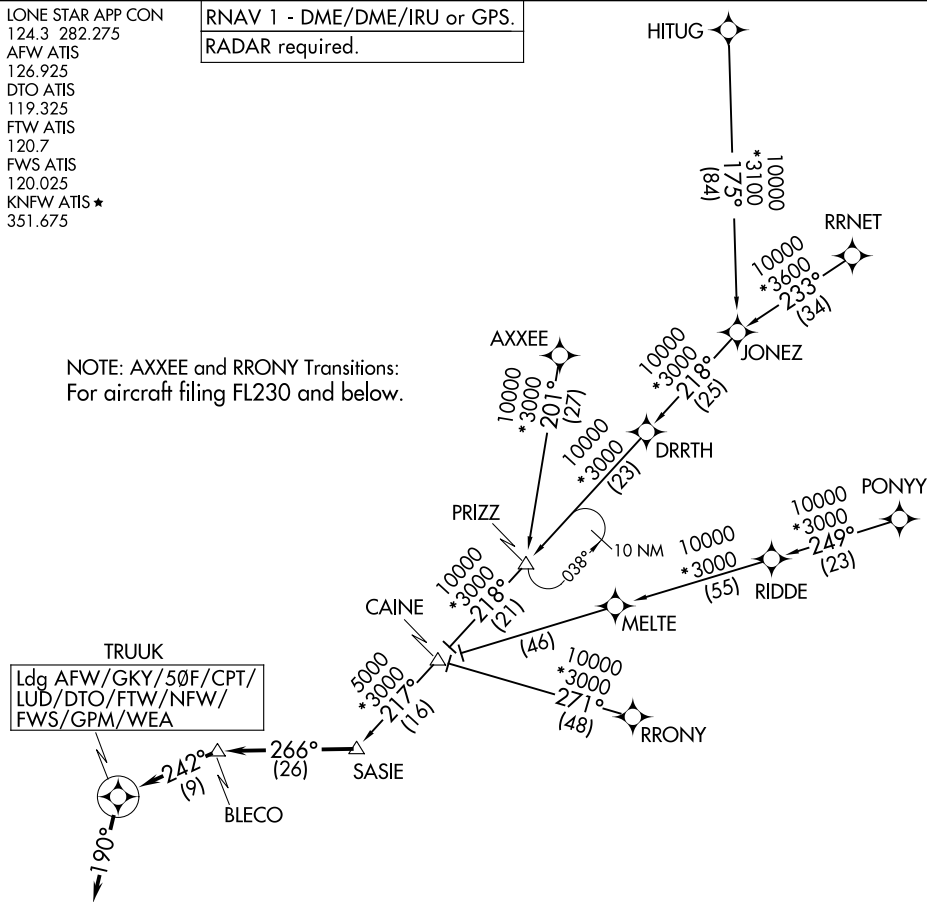 LONE STAR APP CON
124.3 282.275
AFW ATIS
126.925
DTO ATIS
119.325
FTW ATIS
120.7
FWS ATIS
120.025
KNFW ATIS ★
351.675
RNAV 1 - DME/DME/IRU or GPS.
RADAR required.
HITUG
10000
*3100
175°
(84)
RRNET
10000
*3600
233°
(34)
JONEZ
NOTE: AXXEE and RRONY Transitions:
For aircraft filing FL230 and below.
AXXEE
10000
*3000
201°
(27)
10000
*3000
218°
(25)
DRRTH
10000
*3000
(23)
PRIZZ
038°
10 NM
PONYY
10000
*3000
249°
(23)
RIDDE
10000
*3000
(55)
MELTE
(46)
10000
*3000
218°
(21)
CAINE
10000
*3000
271°
(48)
RRONY
5000
*3000
217°
(16)
SASIE
266°
(26)
BLECO
242°
(9)
TRUUK
Ldg AFW/GKY/5ØF/CPT/
LUD/DTO/FTW/NFW/
FWS/GPM/WEA
190°